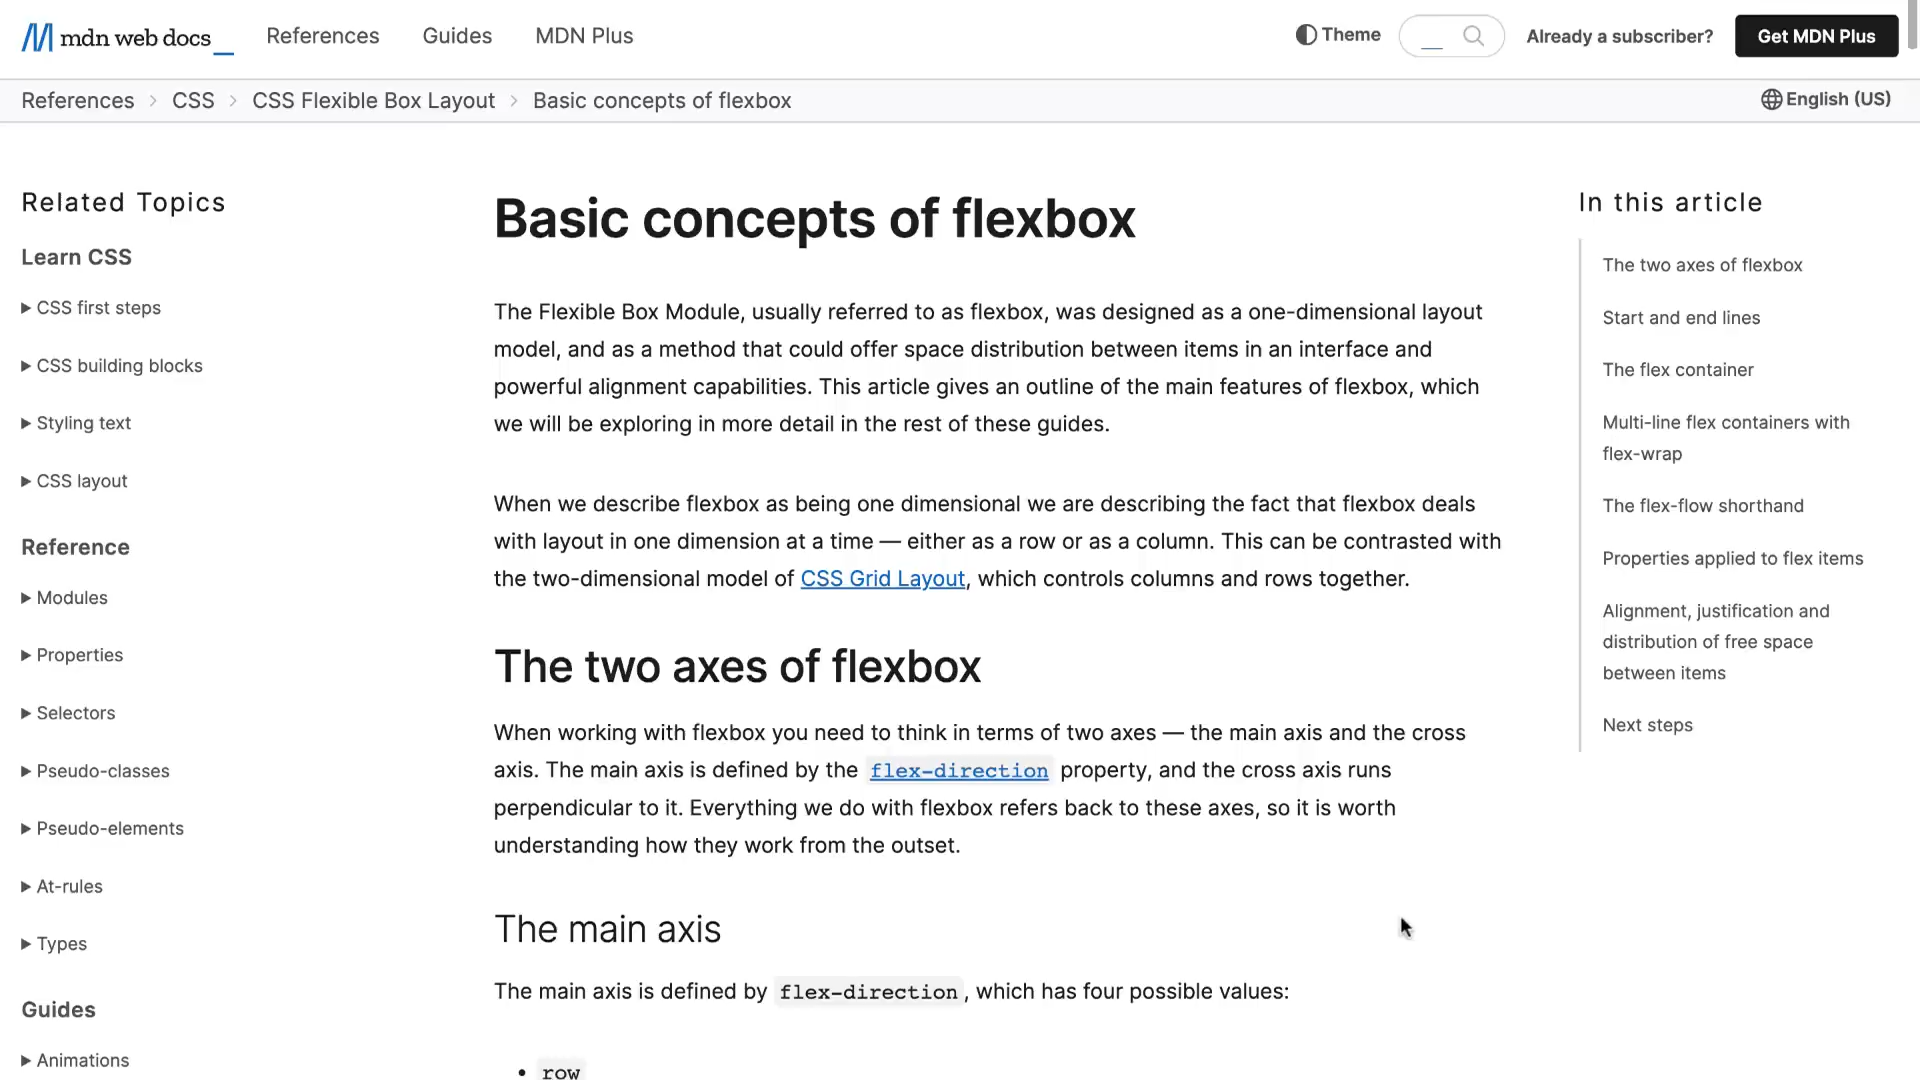 mdn web docs_
References
Guides
MDN Plus
Theme
Already a subscriber?
Get MDN Plus
References > CSS > CSS Flexible Box Layout > Basic concepts of flexbox
English (US)
Related Topics
Learn CSS
CSS first steps
CSS building blocks
Styling text
CSS layout
Reference
Modules
Properties
Selectors
Pseudo-classes
Pseudo-elements
At-rules
Types
Guides
Animations
Basic concepts of flexbox
The Flexible Box Module, usually referred to as flexbox, was designed as a one-dimensional layout
model, and as a method that could offer space distribution between items in an interface and
powerful alignment capabilities. This article gives an outline of the main features of flexbox, which
we will be exploring in more detail in the rest of these guides.
When we describe flexbox as being one dimensional we are describing the fact that flexbox deals
with layout in one dimension at a time — either as a row or as a column. This can be contrasted with
the two-dimensional model of CSS Grid Layout, which controls columns and rows together.
The two axes of flexbox
When working with flexbox you need to think in terms of two axes — the main axis and the cross
axis. The main axis is defined by the flex-direction property, and the cross axis runs
perpendicular to it. Everything we do with flexbox refers back to these axes, so it is worth
understanding how they work from the outset.
The main axis
The main axis is defined by flex-direction, which has four possible values:
• row
In this article
The two axes of flexbox
Start and end lines
The flex container
Multi-line flex containers with
flex-wrap
The flex-flow shorthand
Properties applied to flex items
Alignment, justification and
distribution of free space
between items
Next steps